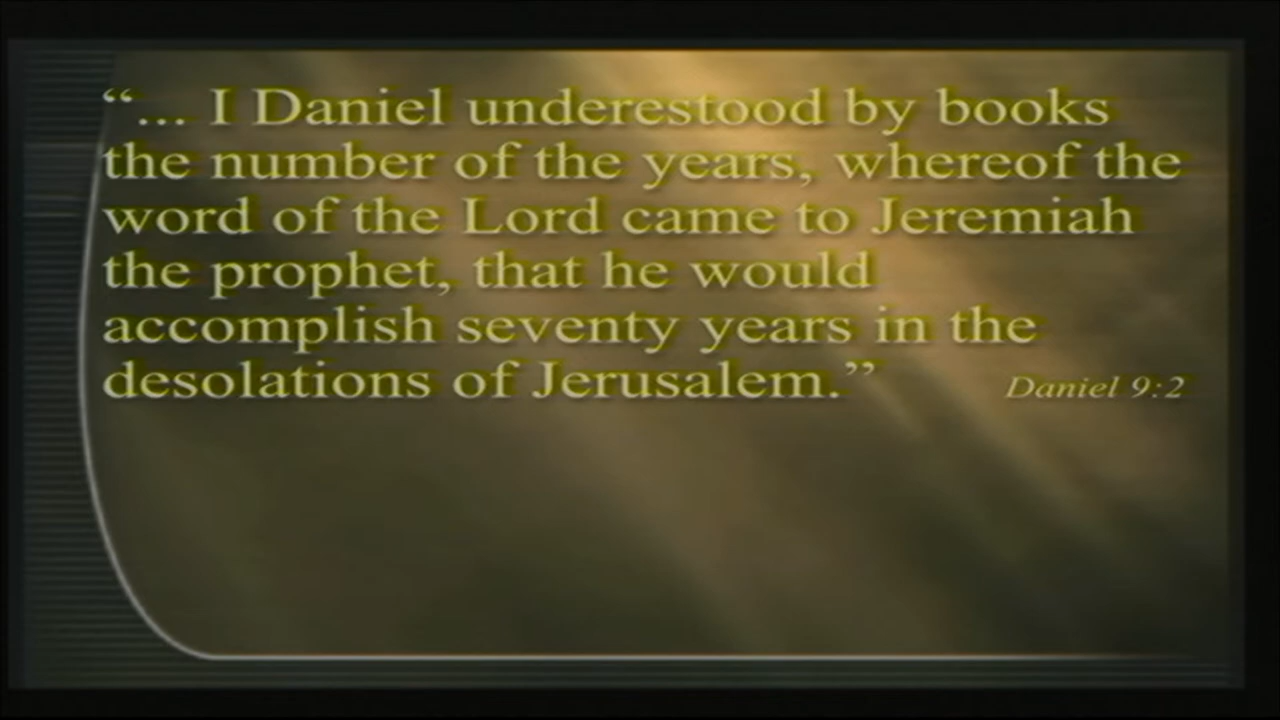 “... I Daniel underestood by books
the number of the years, whereof the
word of the Lord came to Jeremiah
the prophet, that he would
accomplish seventy years in the
desolations of Jerusalem.” Daniel 9:2